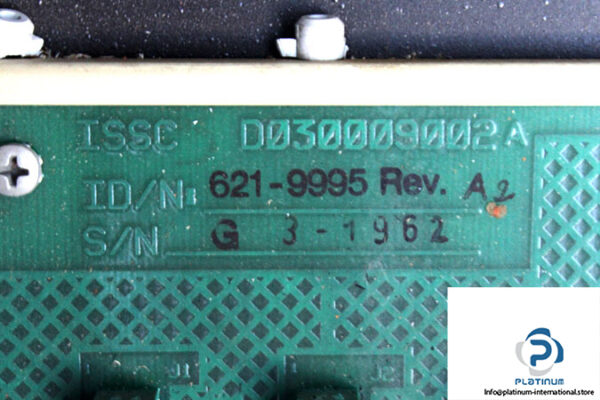 ISSC D030009002A
ID/N: 621-9995 Rev. A2
S/N G 3-1962
J1 J2
PLATINUM
Info@platinum-international.store